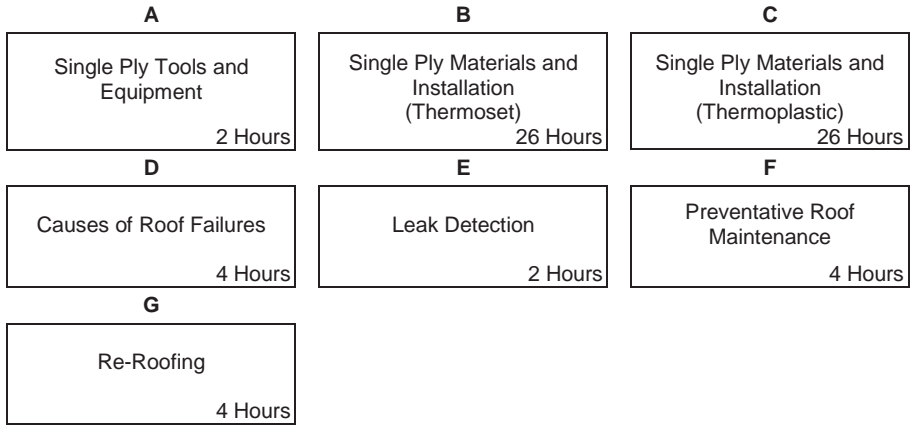 A
Single Ply Tools and
Equipment
2 Hours
B
Single Ply Materials and
Installation
(Thermoset)
26 Hours
C
Single Ply Materials and
Installation
(Thermoplastic)
26 Hours
D
Causes of Roof Failures
4 Hours
E
Leak Detection
2 Hours
F
Preventative Roof
Maintenance
4 Hours
G
Re-Roofing
4 Hours